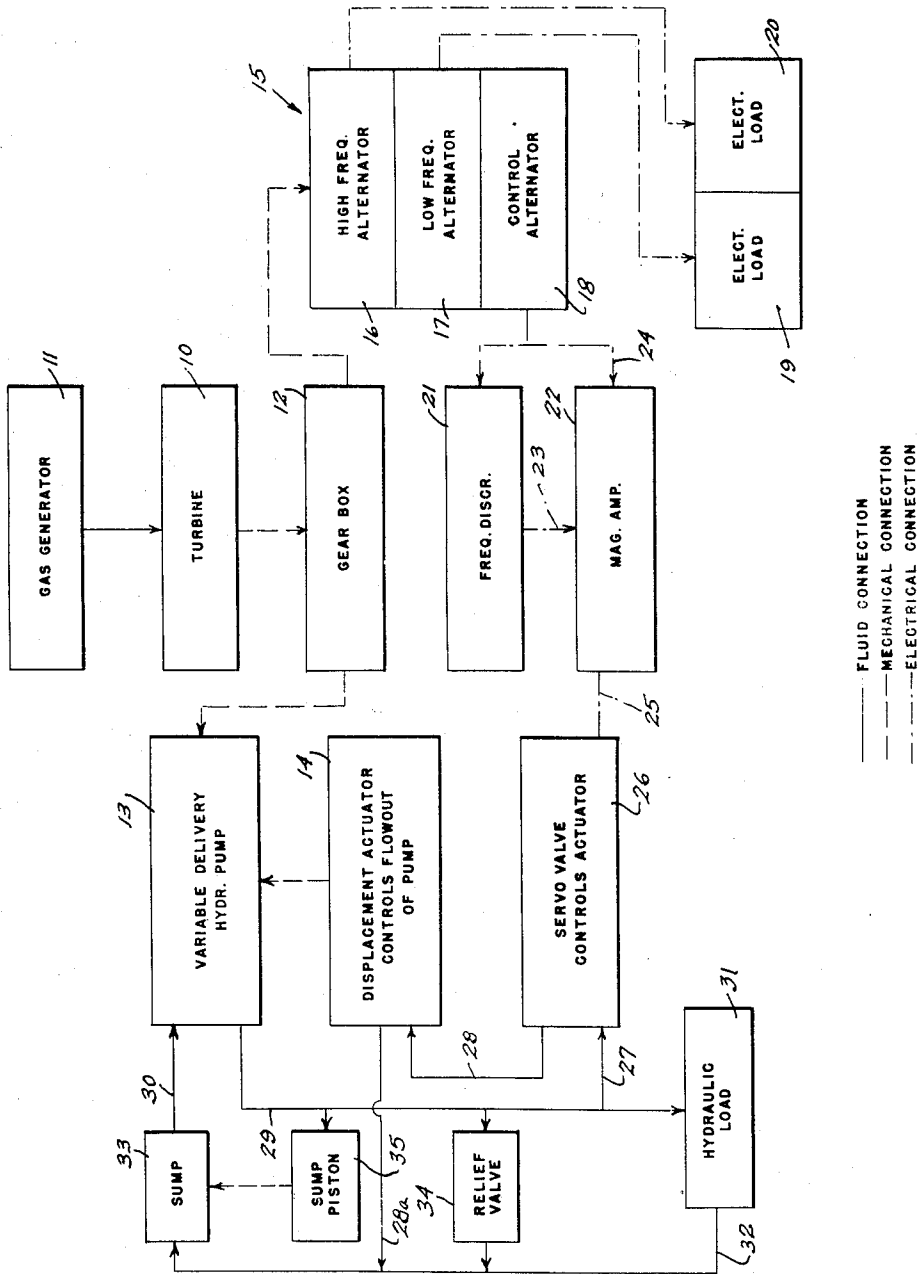 11
GAS GENERATOR
10
TURBINE
12
GEAR BOX
13
VARIABLE DELIVERY
HYDR. PUMP
14
DISPLACEMENT ACTUATOR
CONTROLS FLOWOUT
OF PUMP
15
HIGH FREQ.
ALTERNATOR
16
LOW FREQ.
ALTERNATOR
17
CONTROL
ALTERNATOR
18
20
ELECT.
LOAD
ELECT.
LOAD
19
21
FREQ. DISCR.
23
24
22
MAG. AMP.
25
26
SERVO VALVE
CONTROLS ACTUATOR
27
28
28a
29
30
33
SUMP
SUMP
PISTON
35
34
RELIEF
VALVE
31
HYDRAULIC
LOAD
32
FLUID CONNECTION
MECHANICAL CONNECTION
ELECTRICAL CONNECTION